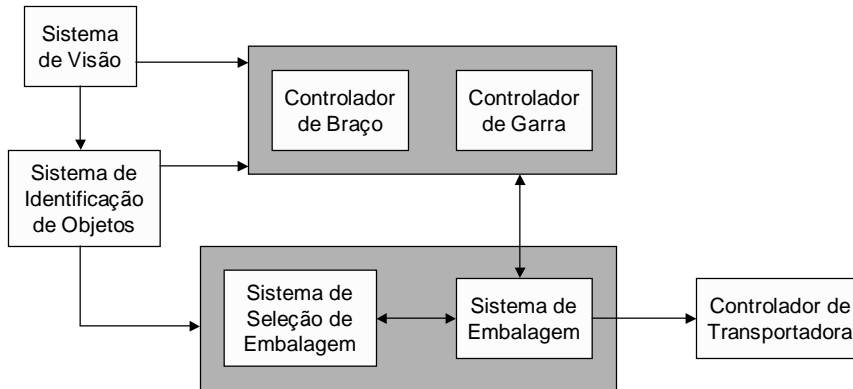 Sistema
de Visão
Controlador
de Braço
Controlador
de Garra
Sistema de
Identificação
de Objetos
Sistema de
Seleção de
Embalagem
Sistema de
Embalagem
Controlador de
Transportadora